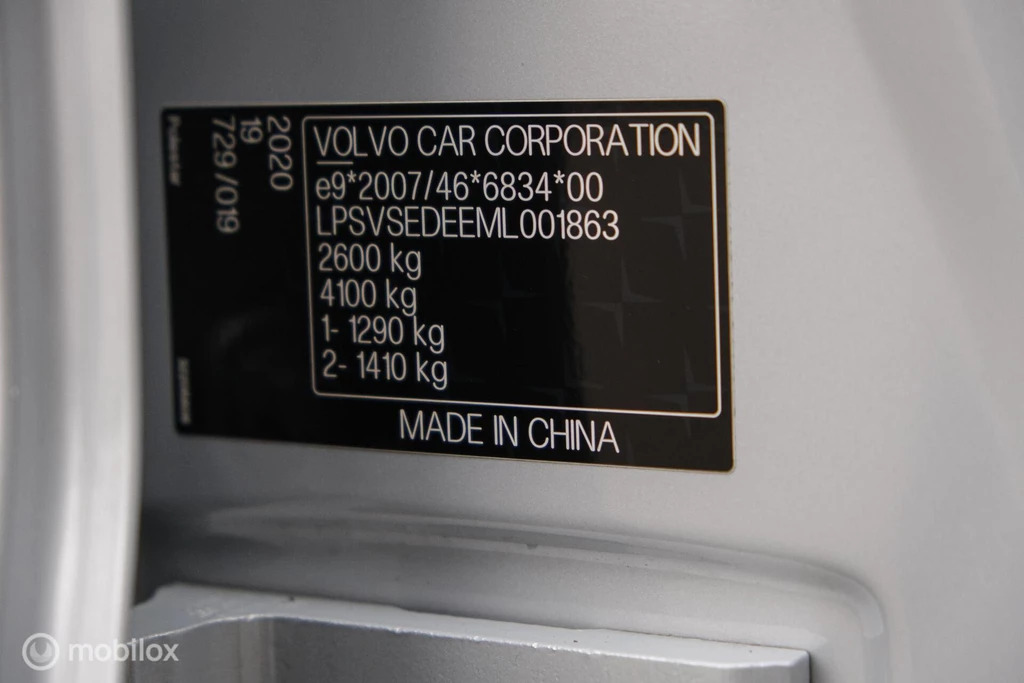 VOLVO CAR CORPORATION
e9*2007/46*6834*00
LPSVSEDEEML001863
2600 kg
4100 kg
1- 1290 kg
2- 1410 kg
MADE IN CHINA
2020
19
729/019
Polestar
mobilox